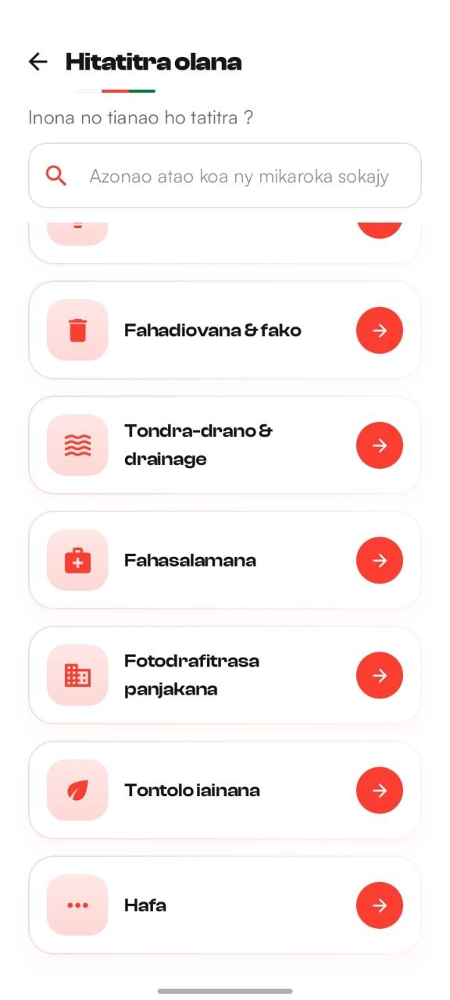 Hitatitra olana
Inona no tianao ho tatitra ?
Azonao atao koa ny mikaroka sokajy
Fahadiovana & fako
Tondra-drano &
drainage
Fahasalamana
Fotodrafitrasa
panjakana
Tontolo iainana
Hafa